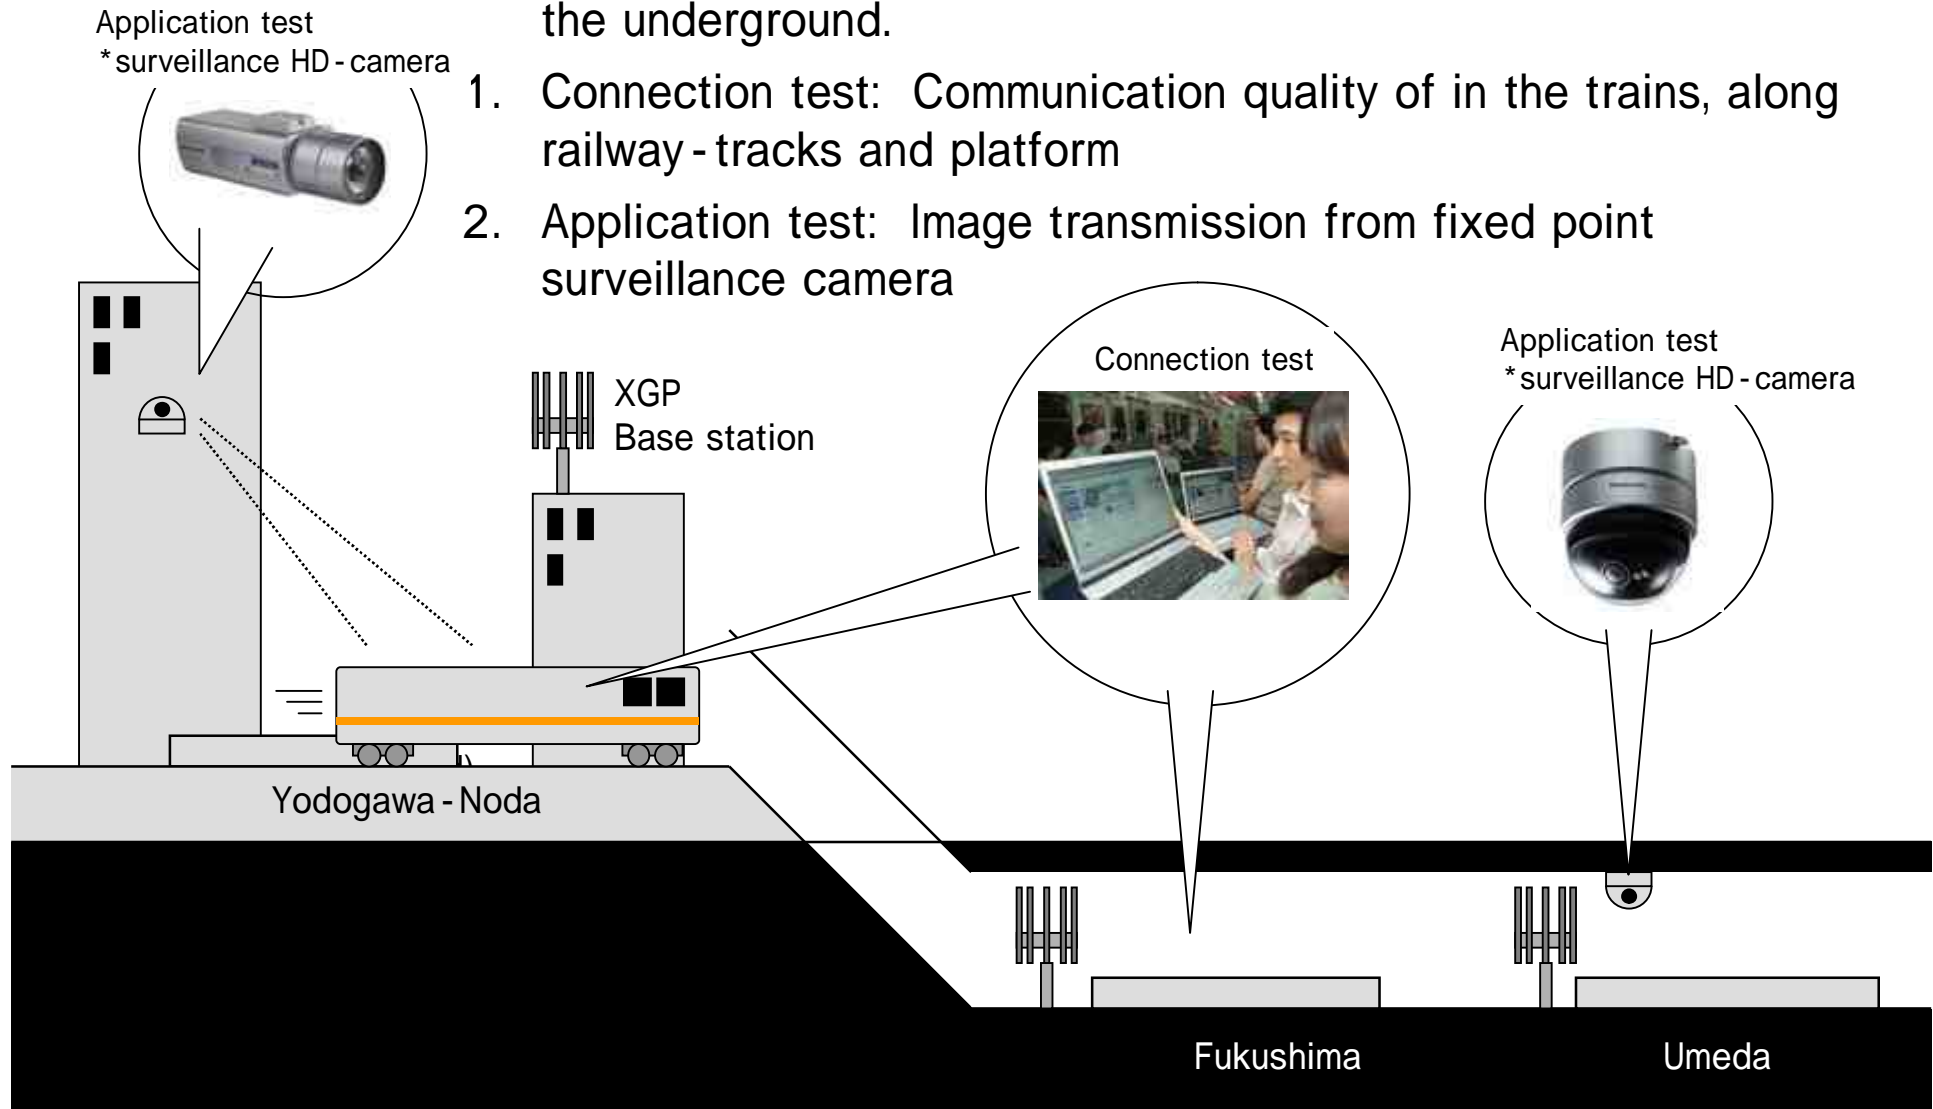 Application test
*surveillance HD-camera
the underground.
1. Connection test: Communication quality of in the trains, along
railway-tracks and platform
2. Application test: Image transmission from fixed point
surveillance camera
Connection test
Application test
*surveillance HD-camera
XGP
Base station
Yodogawa-Noda
Fukushima
Umeda